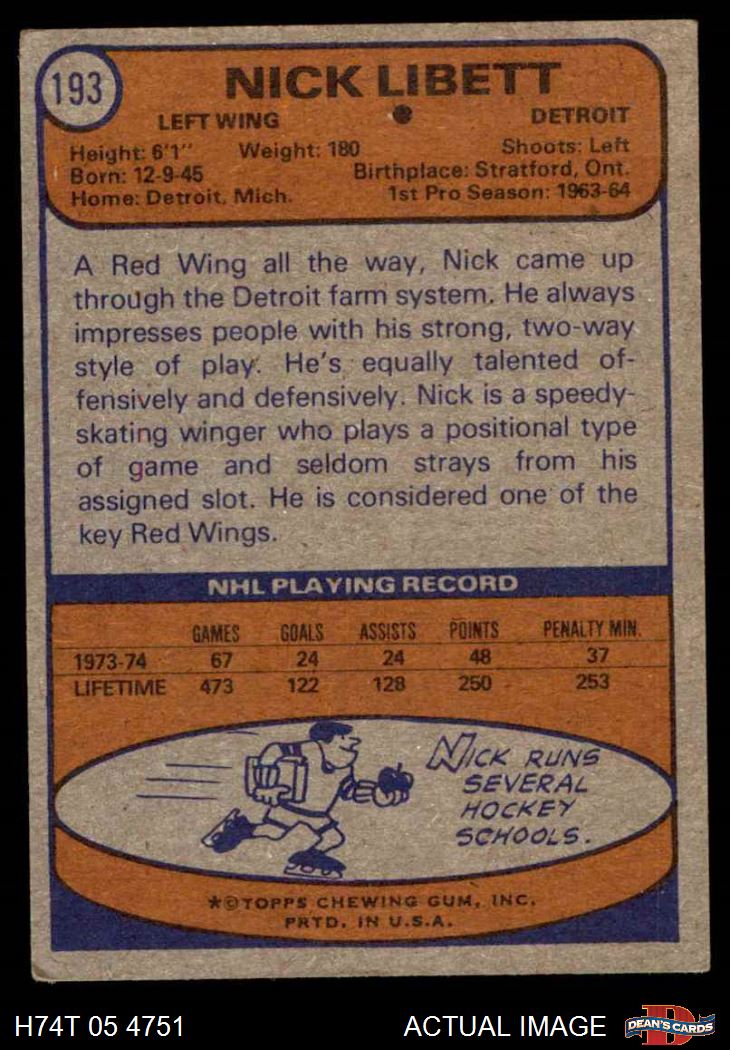 193
NICK LIBETT
LEFT WING
DETROIT
Height: 6'1" Weight: 180 Shoots: Left
Born: 12-9-45 Birthplace: Stratford, Ont.
Home: Detroit, Mich. 1st Pro Season: 1963-64
A Red Wing all the way, Nick came up
through the Detroit farm system. He always
impresses people with his strong, two-way
style of play. He's equally talented of-
fensively and defensively. Nick is a speedy-
skating winger who plays a positional type
of game and seldom strays from his
assigned slot. He is considered one of the
key Red Wings.
NHL PLAYING RECORD
GAMES GOALS ASSISTS POINTS PENALTY MIN.
1973-74 67 24 24 48 37
LIFETIME 473 122 128 250 253
NICK RUNS
SEVERAL
HOCKEY
SCHOOLS.
*©TOPPS CHEWING GUM, INC.
PRTD. IN U.S.A.
H74T 05 4751
ACTUAL IMAGE
D
DEAN'S CARDS